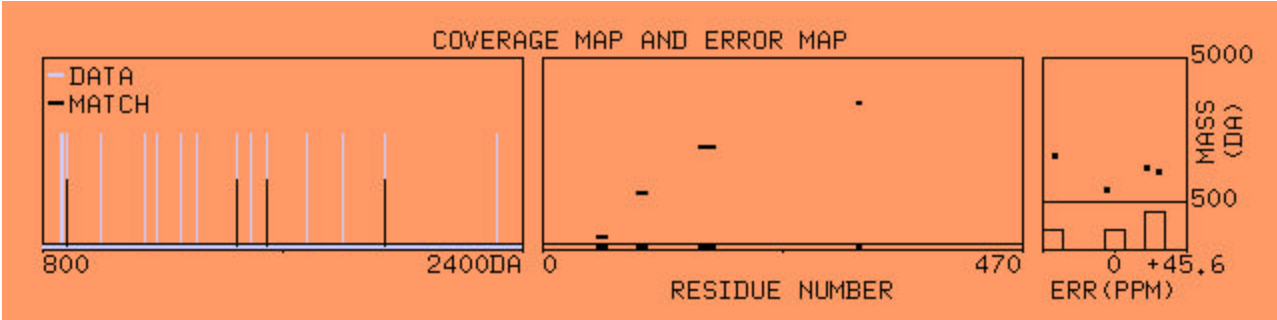 COVERAGE MAP AND ERROR MAP
DATA
MATCH
800
2400DA
0
470
RESIDUE NUMBER
5000
MASS
(DA)
500
0
+45.6
ERR(PPM)